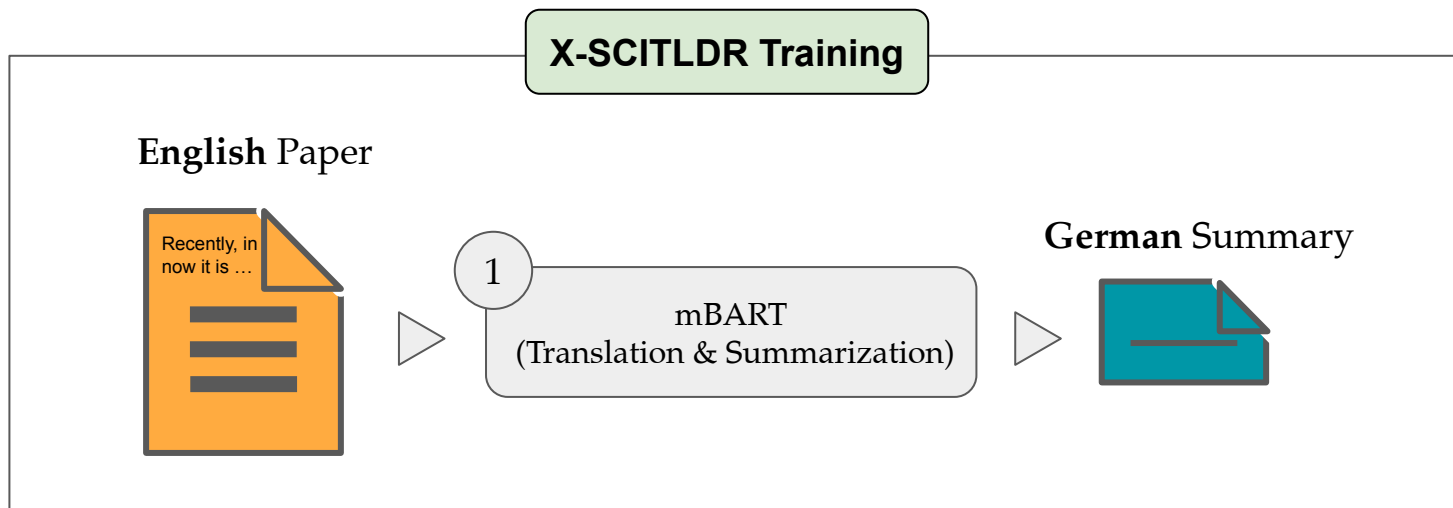 X-SCITLDR Training
English Paper
Recently, in
now it is …
1
mBART
(Translation & Summarization)
German Summary